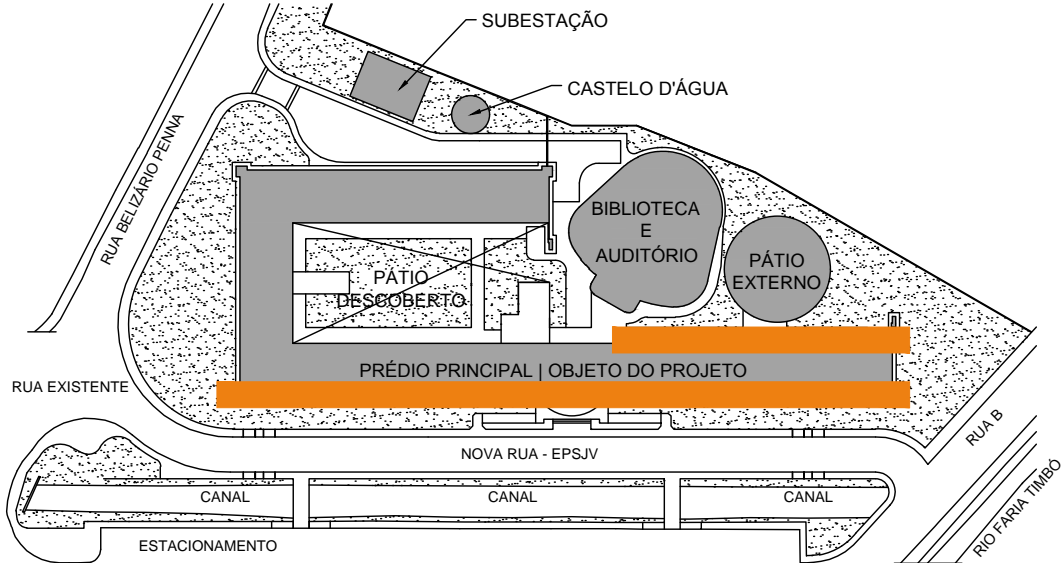 SUBESTAÇÃO
CASTELO D'ÁGUA
RUA BELIZÁRIO PENNA
BIBLIOTECA
E
AUDITÓRIO
PÁTIO
EXTERNO
PÁTIO
DESCOBERTO
PRÉDIO PRINCIPAL | OBJETO DO PROJETO
RUA EXISTENTE
NOVA RUA - EPSJV
RUA B
CANAL
CANAL
CANAL
RIO FARIA TIMBÓ
ESTACIONAMENTO